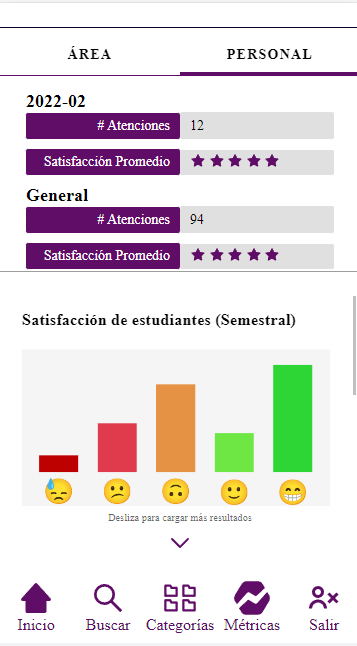 ÁREA PERSONAL
2022-02
# Atenciones 12
Satisfacción Promedio
General
# Atenciones 94
Satisfacción Promedio
Satisfacción de estudiantes (Semestral)
Desliza para cargar más resultados
Inicio Buscar Categorías Métricas Salir